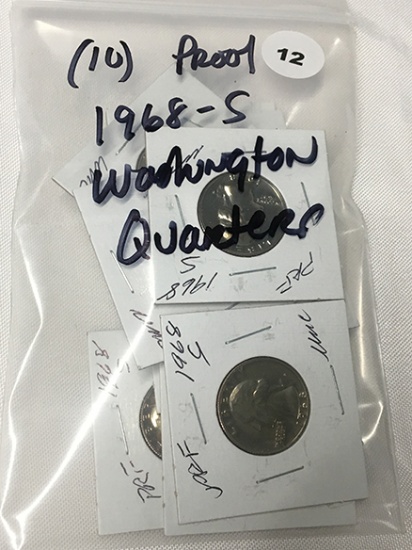 (10) Proof 12
1968-S
Washington
Quarters
S
1968
PRF
UNC
S
1968
PRF
1968
PRF